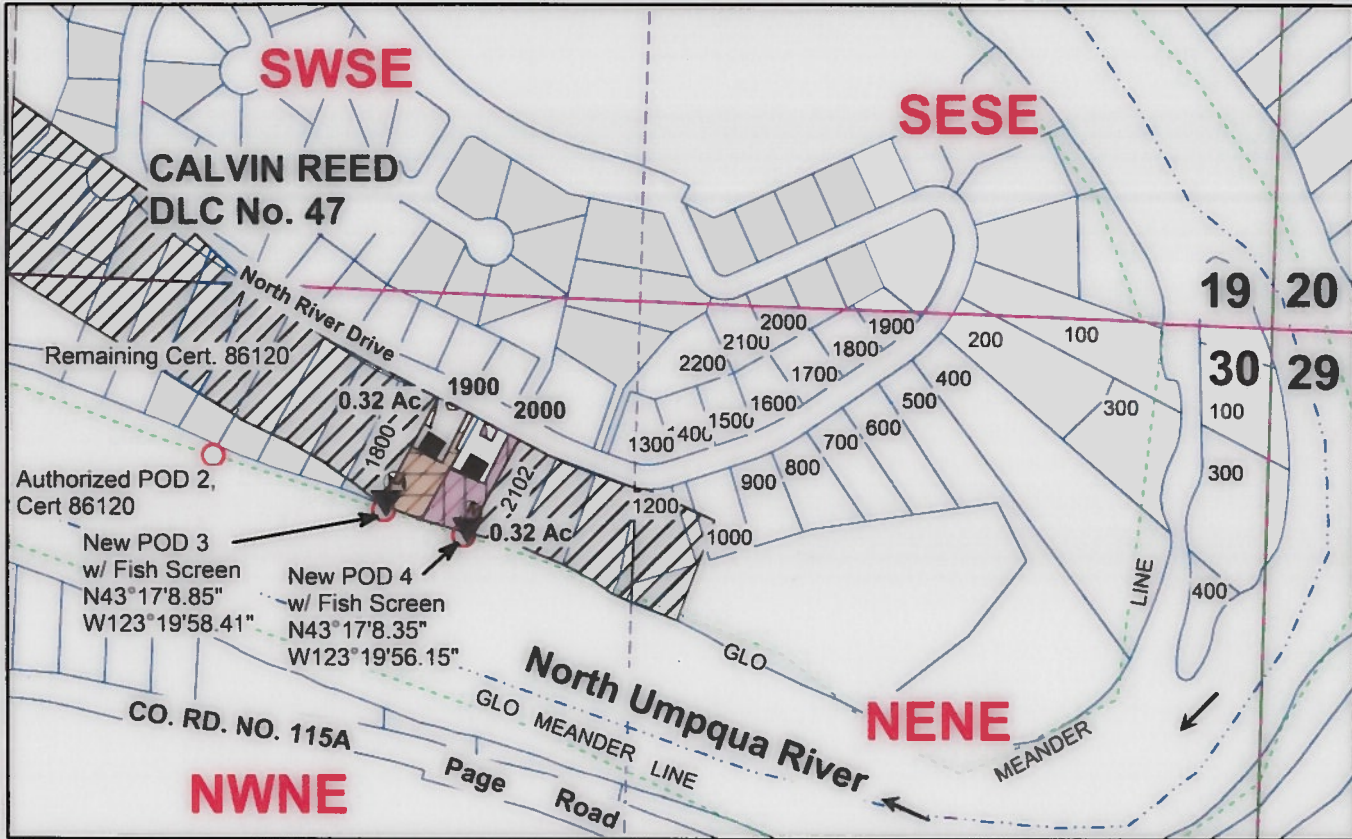 SWSE
SESE
CALVIN REED
DLC No. 47
19
20
30
29
North River Drive
Remaining Cert. 86120
0.32 Ac
1900
2000
1800
2102
0.32 Ac
2000
2100
2200
1900
1800
1700
1600
1500
1400
1300
200
100
400
500
600
700
800
900
300
100
300
400
1200
1000
Authorized POD 2,
Cert 86120
New POD 3
w/ Fish Screen
N43°17'8.85"
W123°19'58.41"
New POD 4
w/ Fish Screen
N43°17'8.35"
W123°19'56.15"
GLO
MEANDER
LINE
North Umpqua River
GLO MEANDER LINE
NENE
CO. RD. NO. 115A
Page Road
NWNE